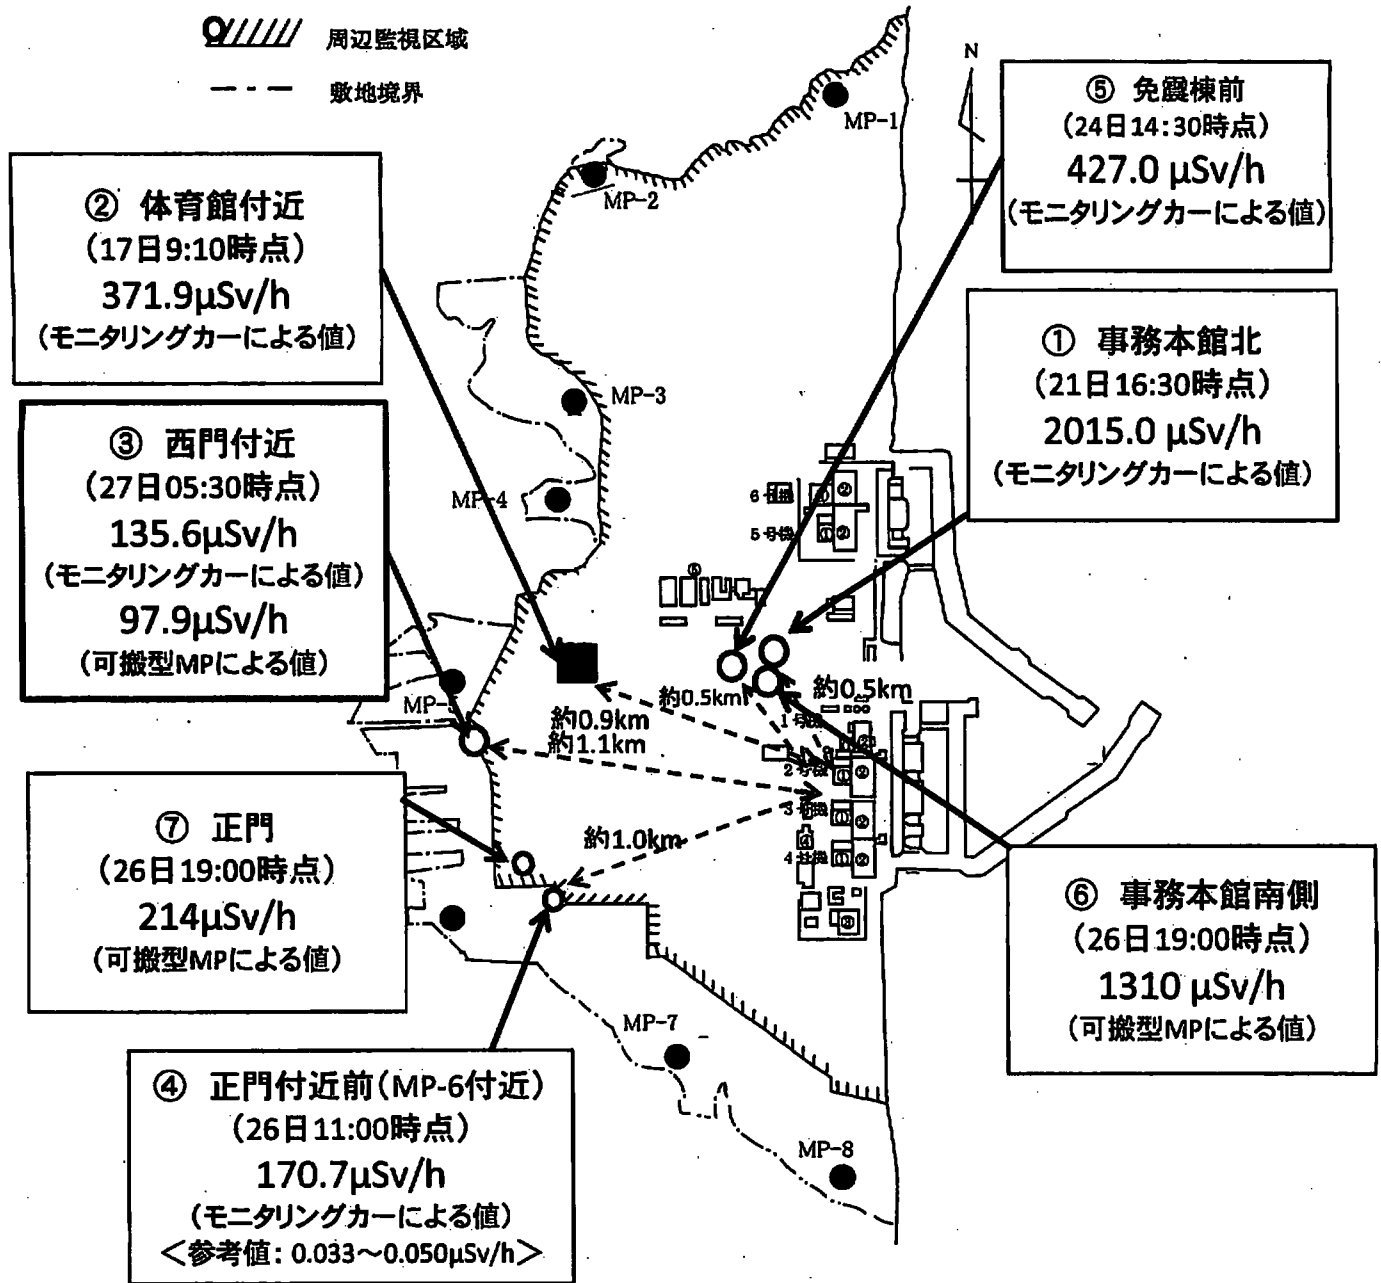 周辺監視区域
敷地境界
N
MP-1
MP-2
MP-3
MP-4
MP-7
MP-8
⑤ 免震棟前
(24日14:30時点)
427.0 μSv/h
(モニタリングカーによる値)
② 体育館付近
(17日9:10時点)
371.9μSv/h
(モニタリングカーによる値)
① 事務本館北
(21日16:30時点)
2015.0 μSv/h
(モニタリングカーによる値)
③ 西門付近
(27日05:30時点)
135.6μSv/h
(モニタリングカーによる値)
97.9μSv/h
(可搬型MPによる値)
6号機
5号機
約0.5km
約0.5km
約0.9km
約1.1km
約1.0km
1号機
2号機
3号機
4号機
⑦ 正門
(26日19:00時点)
214μSv/h
(可搬型MPによる値)
⑥ 事務本館南側
(26日19:00時点)
1310 μSv/h
(可搬型MPによる値)
④ 正門付近前(MP-6付近)
(26日11:00時点)
170.7μSv/h
(モニタリングカーによる値)
<参考値: 0.033～0.050μSv/h>